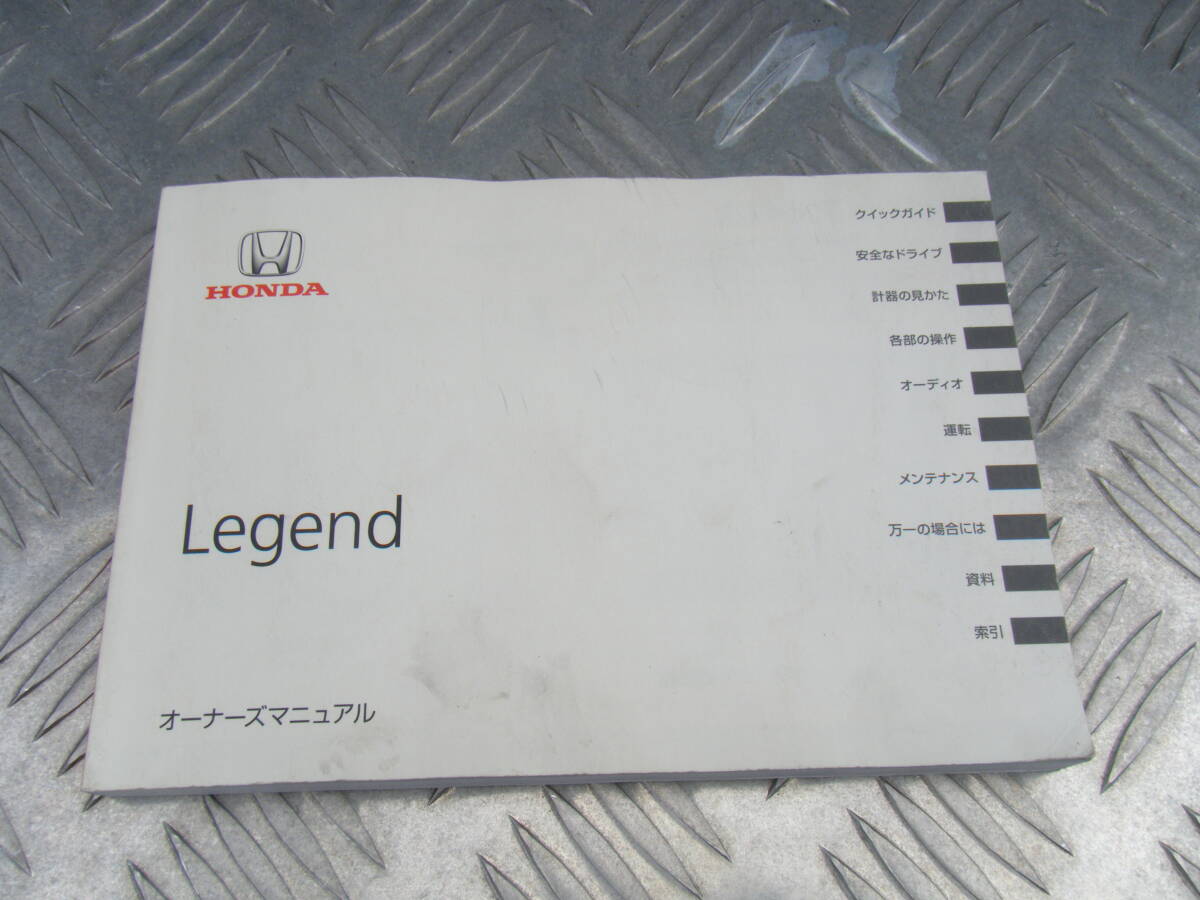 HONDA
Legend
オーナーズマニュアル
クイックガイド
安全なドライブ
計器の見かた
各部の操作
オーディオ
運転
メンテナンス
万一の場合には
資料
索引